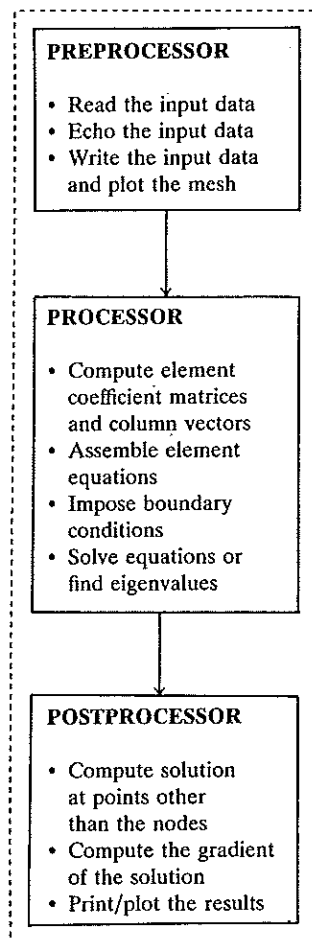 PREPROCESSOR
• Read the input data
• Echo the input data
• Write the input data
and plot the mesh
PROCESSOR
• Compute element
coefficient matrices
and column vectors
• Assemble element
equations
• Impose boundary
conditions
• Solve equations or
find eigenvalues
POSTPROCESSOR
• Compute solution
at points other
than the nodes
• Compute the gradient
of the solution
• Print/plot the results